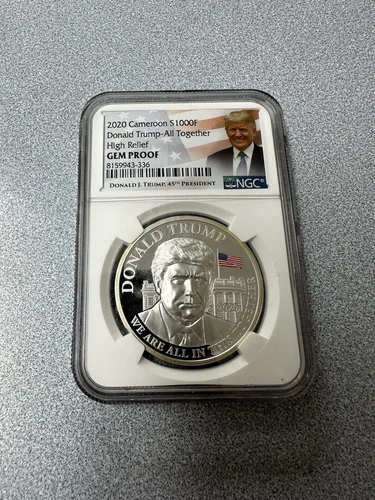 2020 Cameroon S1000F
Donald Trump-All Together
High Relief
GEM PROOF
8159943-336
DONALD J. TRUMP, 45TH PRESIDENT
NGC
DONALD TRUMP
WE ARE ALL IN